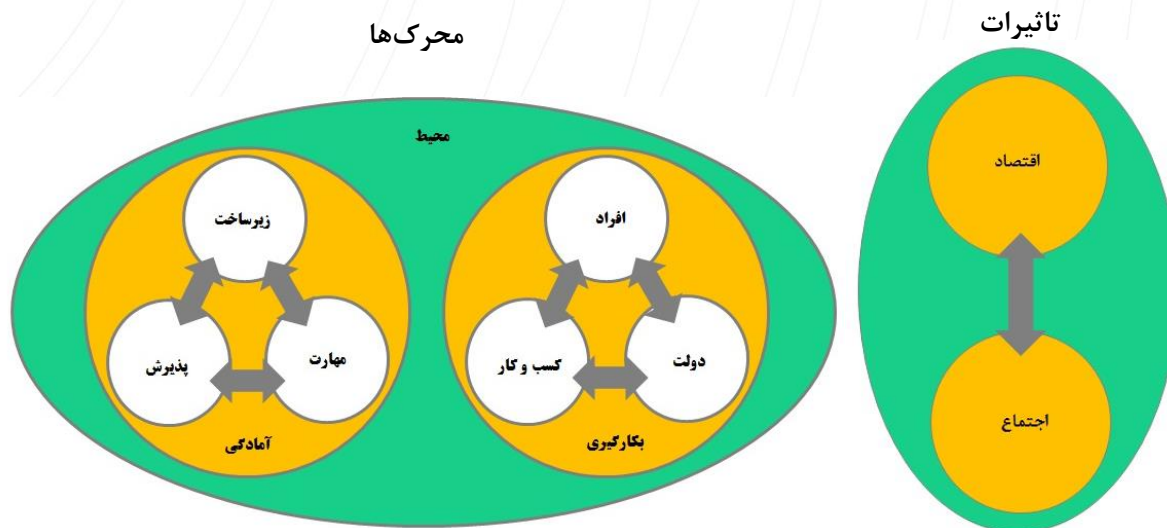 تاثیرات
محرک‌ها
محیط
زیرساخت
پذیرش
مهارت
آمادگی
افراد
کسب و کار
دولت
بکارگیری
اقتصاد
اجتماع